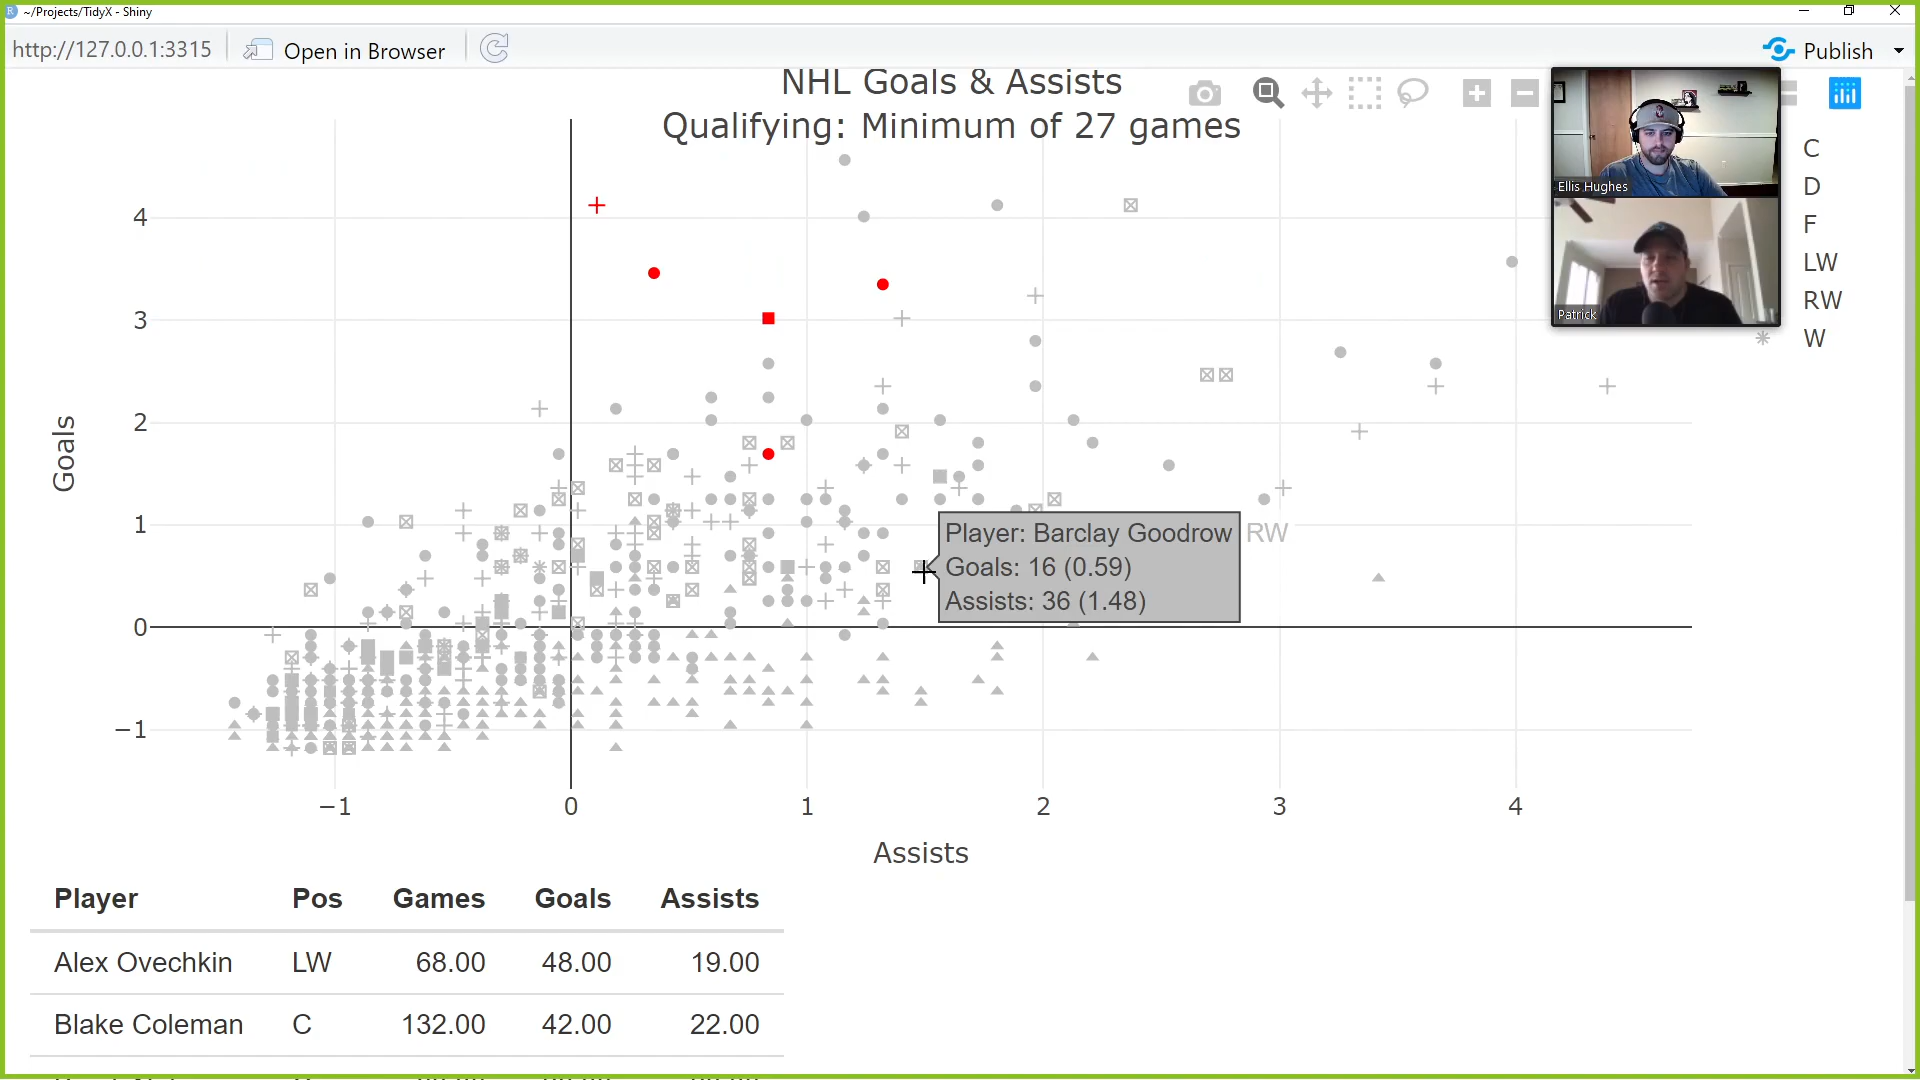 ~/Projects/TidyX - Shiny
http://127.0.0.1:3315
Open in Browser
Publish
NHL Goals & Assists
Qualifying: Minimum of 27 games
Ellis Hughes
Patrick
C
D
F
LW
RW
W
Goals
4
3
2
1
0
−1
Player: Barclay Goodrow
Goals: 16 (0.59)
Assists: 36 (1.48)
RW
−1 0 1 2 3 4
Assists
Player Pos Games Goals Assists
Alex Ovechkin LW 68.00 48.00 19.00
Blake Coleman C 132.00 42.00 22.00